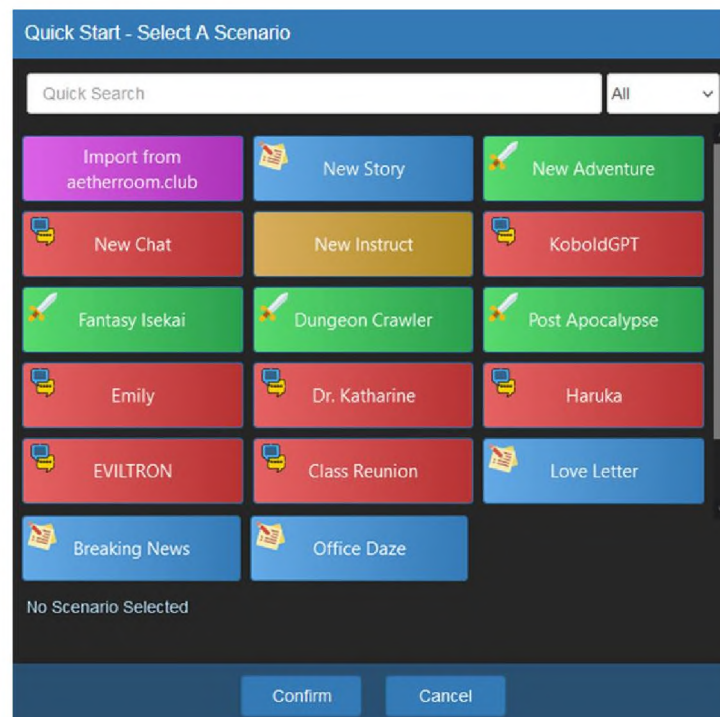 Quick Start - Select A Scenario
Quick Search
All
Import from
aetherroom.club
New Story
New Adventure
New Chat
New Instruct
KoboldGPT
Fantasy Isekai
Dungeon Crawler
Post Apocalypse
Emily
Dr. Katharine
Haruka
EVILTRON
Class Reunion
Love Letter
Breaking News
Office Daze
No Scenario Selected
Confirm
Cancel